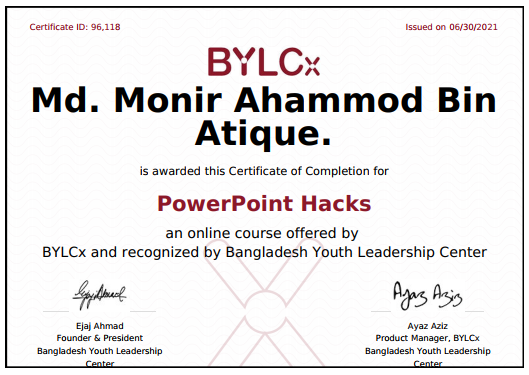 Certificate ID: 96,118
Issued on 06/30/2021
BYLCx
Md. Monir Ahammod Bin
Atique.
is awarded this Certificate of Completion for
PowerPoint Hacks
an online course offered by
BYLCx and recognized by Bangladesh Youth Leadership Center
Ejaj Ahmad
Ayaz Aziz
Ejaj Ahmad
Founder & President
Bangladesh Youth Leadership
Center
Ayaz Aziz
Product Manager, BYLCx
Bangladesh Youth Leadership
Center